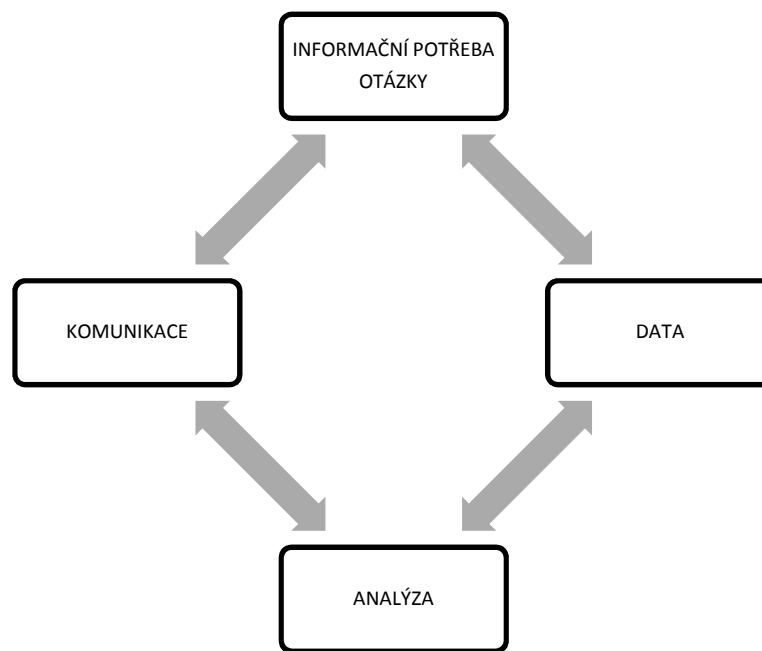 INFORMAČNÍ POTŘEBA
OTÁZKY
KOMUNIKACE
DATA
ANALÝZA